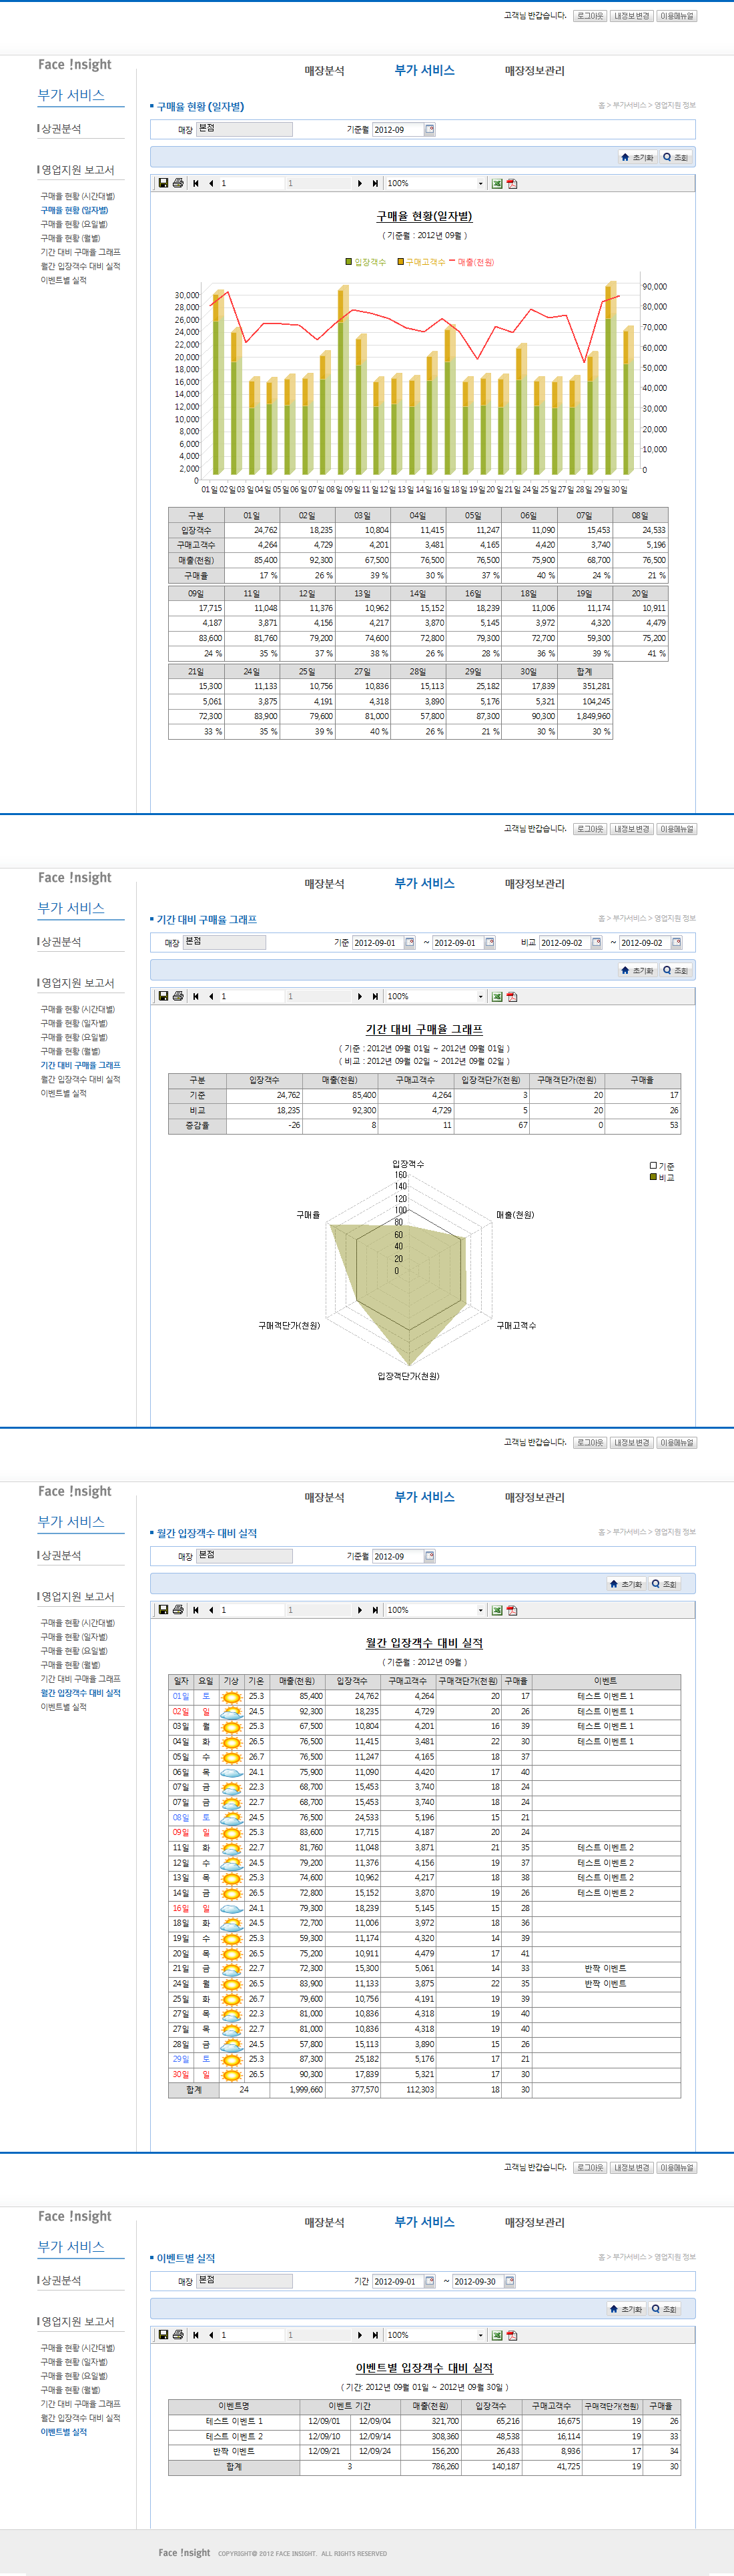 고객님 반갑습니다. 로그아웃 내정보변경 이용메뉴얼
Face !nsight
매장분석 부가 서비스 매장정보관리
부가 서비스
상권분석
영업지원 보고서
구매율 현황 (시간대별)
구매율 현황 (일자별)
구매율 현황 (요일별)
구매율 현황 (월별)
기간 대비 구매율 그래프
월간 입장객수 대비 실적
이벤트별 실적
구매율 현황 (일자별)
홈 > 부가서비스 > 영업지원 정보
매장 본점 기준월 2012-09
초기화 조회
1 1 100%
구매율 현황(일자별)
( 기준월 : 2012년 09월 )
입장객수 구매고객수 매출(천원)
30,000
28,000
26,000
24,000
22,000
20,000
18,000
16,000
14,000
12,000
10,000
8,000
6,000
4,000
2,000
0
90,000
80,000
70,000
60,000
50,000
40,000
30,000
20,000
10,000
0
01일 02일 03일 04일 05일 06일 07일 08일 09일 11일 12일 13일 14일 16일 18일 19일 20일 21일 24일 25일 27일 28일 29일 30일
구분 01일 02일 03일 04일 05일 06일 07일 08일
입장객수 24,762 18,235 10,804 11,415 11,247 11,090 15,453 24,533
구매고객수 4,264 4,729 4,201 3,481 4,165 4,420 3,740 5,196
매출(천원) 85,400 92,300 67,500 76,500 76,500 75,900 68,700 76,500
구매율 17 % 26 % 39 % 30 % 37 % 40 % 24 % 21 %
09일 11일 12일 13일 14일 16일 18일 19일 20일
17,715 11,048 11,376 10,962 15,152 18,239 11,006 11,174 10,911
4,187 3,871 4,156 4,217 3,870 5,145 3,972 4,320 4,479
83,600 81,760 79,200 74,600 72,800 79,300 72,700 59,300 75,200
24 % 35 % 37 % 38 % 26 % 28 % 36 % 39 % 41 %
21일 24일 25일 27일 28일 29일 30일 합계
15,300 11,133 10,756 10,836 15,113 25,182 17,839 351,281
5,061 3,875 4,191 4,318 3,890 5,176 5,321 104,245
72,300 83,900 79,600 81,000 57,800 87,300 90,300 1,849,960
33 % 35 % 39 % 40 % 26 % 21 % 30 % 30 %
고객님 반갑습니다. 로그아웃 내정보변경 이용메뉴얼
Face !nsight
매장분석 부가 서비스 매장정보관리
부가 서비스
상권분석
영업지원 보고서
구매율 현황 (시간대별)
구매율 현황 (일자별)
구매율 현황 (요일별)
구매율 현황 (월별)
기간 대비 구매율 그래프
월간 입장객수 대비 실적
이벤트별 실적
기간 대비 구매율 그래프
홈 > 부가서비스 > 영업지원 정보
매장 본점 기준 2012-09-01 ~ 2012-09-01 비교 2012-09-02 ~ 2012-09-02
초기화 조회
1 1 100%
기간 대비 구매율 그래프
( 기준 : 2012년 09월 01일 ~ 2012년 09월 01일 )
( 비교 : 2012년 09월 02일 ~ 2012년 09월 02일 )
구분 입장객수 매출(천원) 구매고객수 입장객단가(천원) 구매객단가(천원) 구매율
기준 24,762 85,400 4,264 3 20 17
비교 18,235 92,300 4,729 5 20 26
증감율 -26 8 11 67 0 53
입장객수
160
140
120
100
80
60
40
20
0
기준
비교
구매율
매출(천원)
구매객단가(천원)
구매고객수
입장객단가(천원)
고객님 반갑습니다. 로그아웃 내정보변경 이용메뉴얼
Face !nsight
매장분석 부가 서비스 매장정보관리
부가 서비스
상권분석
영업지원 보고서
구매율 현황 (시간대별)
구매율 현황 (일자별)
구매율 현황 (요일별)
구매율 현황 (월별)
기간 대비 구매율 그래프
월간 입장객수 대비 실적
이벤트별 실적
월간 입장객수 대비 실적
홈 > 부가서비스 > 영업지원 정보
매장 본점 기준월 2012-09
초기화 조회
1 1 100%
월간 입장객수 대비 실적
( 기준월 : 2012년 09월 )
일자 요일 기상 기온 매출(천원) 입장객수 구매고객수 구매객단가(천원) 구매율 이벤트
01일 토 25.3 85,400 24,762 4,264 20 17 테스트 이벤트 1
02일 일 24.5 92,300 18,235 4,729 20 26 테스트 이벤트 1
03일 월 25.3 67,500 10,804 4,201 16 39 테스트 이벤트 1
04일 화 26.5 76,500 11,415 3,481 22 30 테스트 이벤트 1
05일 수 26.7 76,500 11,247 4,165 18 37
06일 목 24.1 75,900 11,090 4,420 17 40
07일 금 22.3 68,700 15,453 3,740 18 24
07일 금 22.7 68,700 15,453 3,740 18 24
08일 토 24.5 76,500 24,533 5,196 15 21
09일 일 25.3 83,600 17,715 4,187 20 24
11일 화 22.7 81,760 11,048 3,871 21 35 테스트 이벤트 2
12일 수 24.5 79,200 11,376 4,156 19 37 테스트 이벤트 2
13일 목 25.3 74,600 10,962 4,217 18 38 테스트 이벤트 2
14일 금 26.5 72,800 15,152 3,870 19 26 테스트 이벤트 2
16일 일 24.1 79,300 18,239 5,145 15 28
18일 화 24.5 72,700 11,006 3,972 18 36
19일 수 25.3 59,300 11,174 4,320 14 39
20일 목 26.5 75,200 10,911 4,479 17 41
21일 금 22.7 72,300 15,300 5,061 14 33 반짝 이벤트
24일 월 26.5 83,900 11,133 3,875 22 35 반짝 이벤트
25일 화 26.7 79,600 10,756 4,191 19 39
27일 목 22.3 81,000 10,836 4,318 19 40
27일 목 22.7 81,000 10,836 4,318 19 40
28일 금 24.5 57,800 15,113 3,890 15 26
29일 토 25.3 87,300 25,182 5,176 17 21
30일 일 26.5 90,300 17,839 5,321 17 30
합계 24 1,999,660 377,570 112,303 18 30
고객님 반갑습니다. 로그아웃 내정보변경 이용메뉴얼
Face !nsight
매장분석 부가 서비스 매장정보관리
부가 서비스
상권분석
영업지원 보고서
구매율 현황 (시간대별)
구매율 현황 (일자별)
구매율 현황 (요일별)
구매율 현황 (월별)
기간 대비 구매율 그래프
월간 입장객수 대비 실적
이벤트별 실적
이벤트별 실적
홈 > 부가서비스 > 영업지원 정보
매장 본점 기간 2012-09-01 ~ 2012-09-30
초기화 조회
1 1 100%
이벤트별 입장객수 대비 실적
( 기간: 2012년 09월 01일 ~ 2012년 09월 30일 )
이벤트명 이벤트 기간 매출(천원) 입장객수 구매고객수 구매객단가(천원) 구매율
테스트 이벤트 1 12/09/01 12/09/04 321,700 65,216 16,675 19 26
테스트 이벤트 2 12/09/10 12/09/14 308,360 48,538 16,114 19 33
반짝 이벤트 12/09/21 12/09/24 156,200 26,433 8,936 17 34
합계 3 786,260 140,187 41,725 19 30
Face !nsight COPYRIGHT@ 2012 FACE INSIGHT. ALL RIGHTS RESERVED